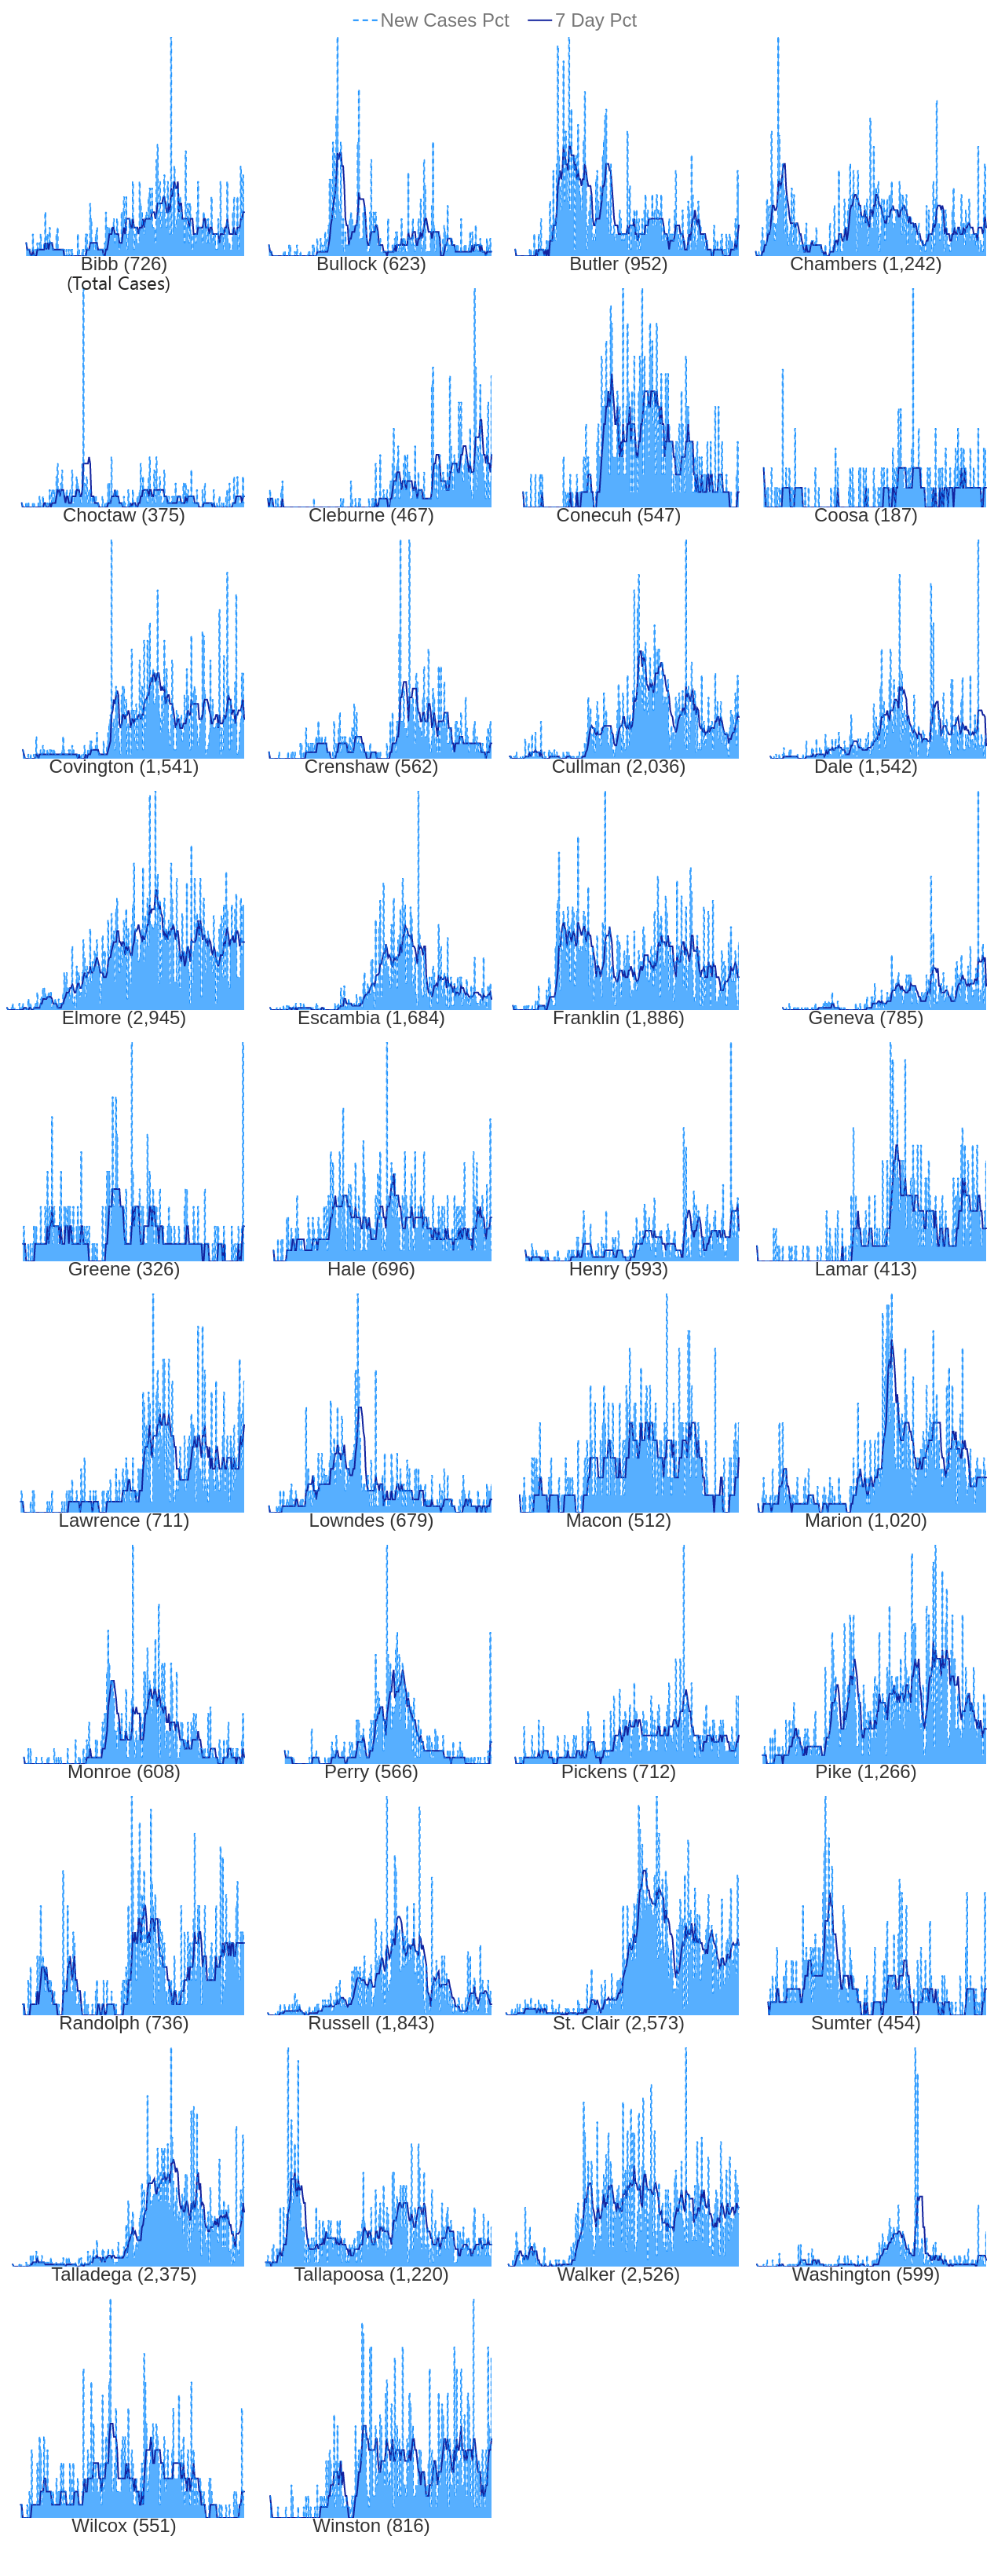 New Cases Pct 7 Day Pct
Bibb (726) Bullock (623) Butler (952) Chambers (1,242)
(Total Cases)
Choctaw (375) Cleburne (467) Conecuh (547) Coosa (187)
Covington (1,541) Crenshaw (562) Cullman (2,036) Dale (1,542)
Elmore (2,945) Escambia (1,684) Franklin (1,886) Geneva (785)
Greene (326) Hale (696) Henry (593) Lamar (413)
Lawrence (711) Lowndes (679) Macon (512) Marion (1,020)
Monroe (608) Perry (566) Pickens (712) Pike (1,266)
Randolph (736) Russell (1,843) St. Clair (2,573) Sumter (454)
Talladega (2,375) Tallapoosa (1,220) Walker (2,526) Washington (599)
Wilcox (551) Winston (816)